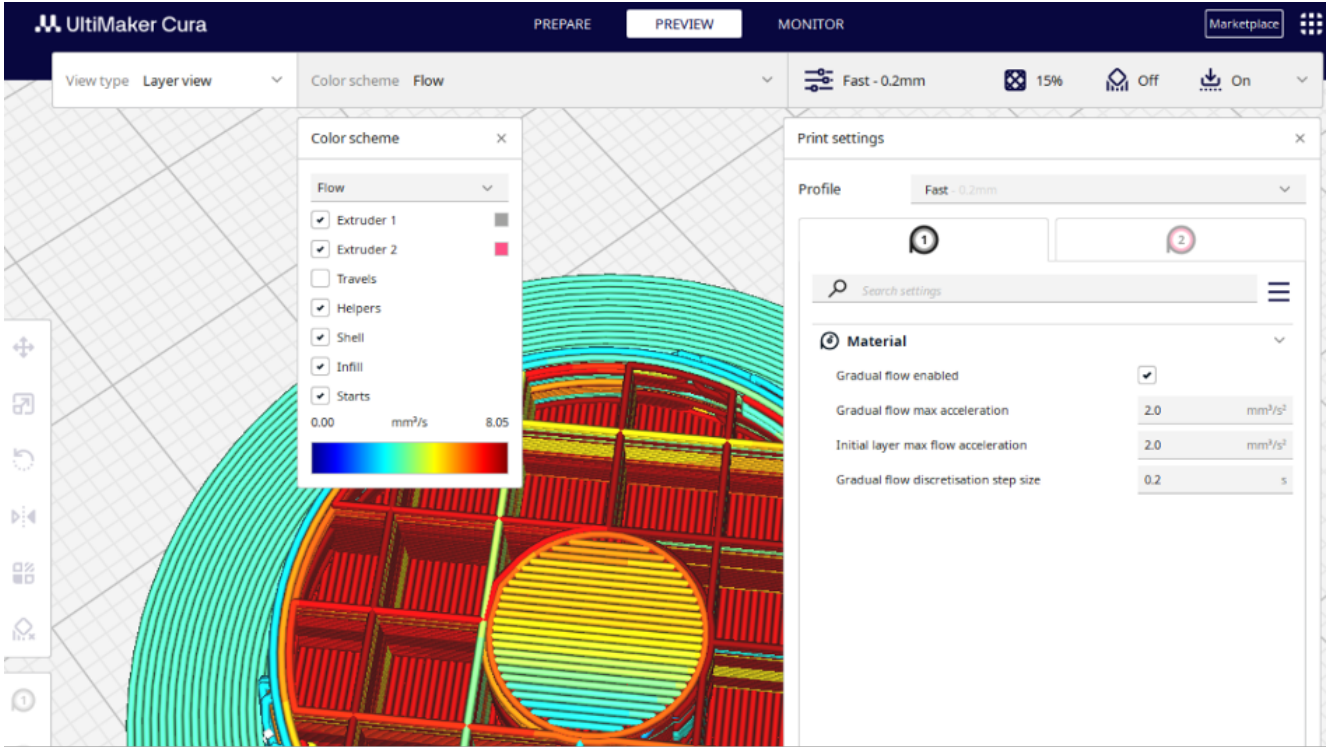 UltiMaker Cura
PREPARE
PREVIEW
MONITOR
Marketplace
View type Layer view
Color scheme Flow
Fast - 0.2mm
15%
Off
On
Color scheme
Flow
Extruder 1
Extruder 2
Travels
Helpers
Shell
Infill
Starts
0.00 mm³/s 8.05
Print settings
Profile Fast - 0.2mm
1
2
Search settings
Material
Gradual flow enabled
Gradual flow max acceleration 2.0 mm³/s²
Initial layer max flow acceleration 2.0 mm³/s²
Gradual flow discretisation step size 0.2 s
1